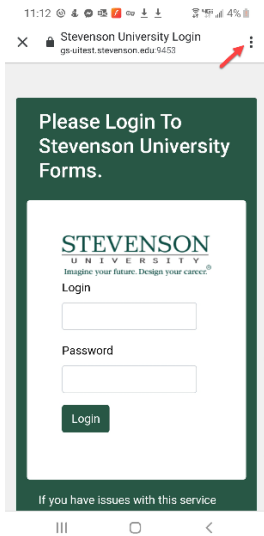 11:12
4%
Stevenson University Login
gs-uitest.stevenson.edu:9453
Please Login To
Stevenson University
Forms.
STEVENSON
UNIVERSITY
Imagine your future. Design your career.®
Login
Password
Login
If you have issues with this service